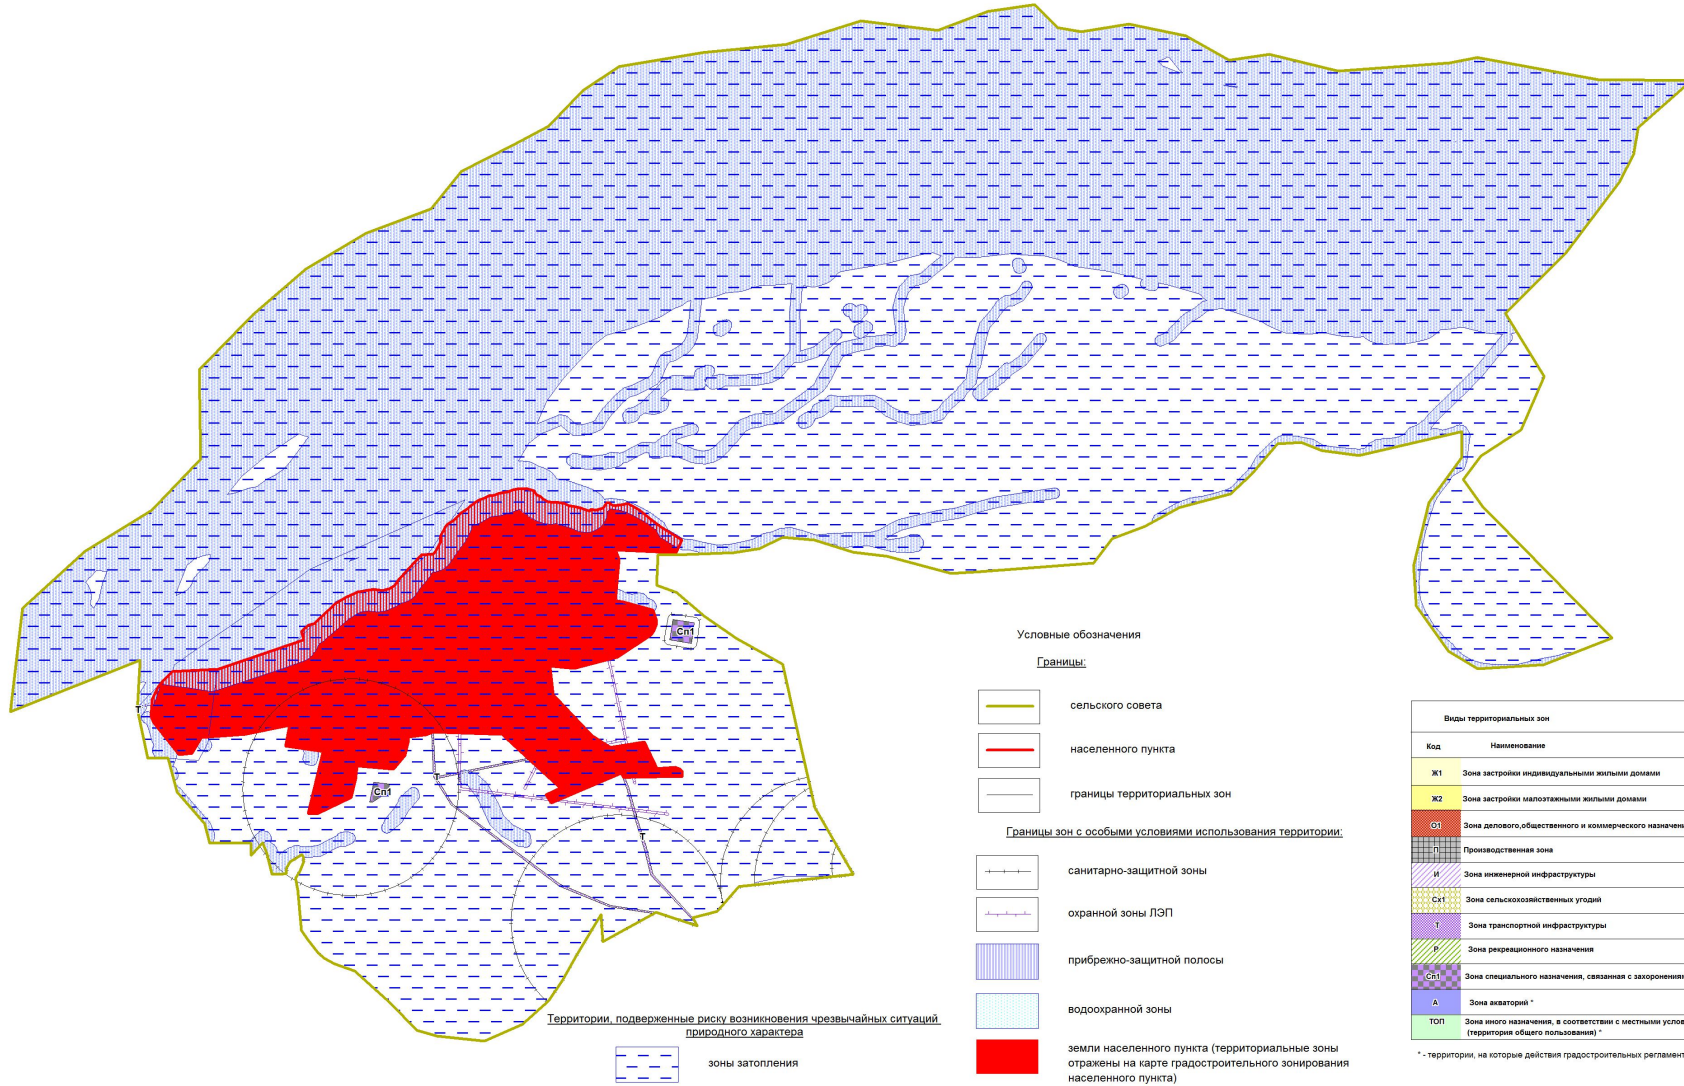 Сп1
Т
Т
Сп1
Т
Условные обозначения
Границы:
сельского совета
населенного пункта
границы территориальных зон
Границы зон с особыми условиями использования территории:
санитарно-защитной зоны
охранной зоны ЛЭП
прибрежно-защитной полосы
водоохранной зоны
земли населенного пункта (территориальные зоны
отражены на карте градостроительного зонирования
населенного пункта)
Территории, подверженные риску возникновения чрезвычайных ситуаций
природного характера
зоны затопления
Виды территориальных зон
Код Наименование
Ж1 Зона застройки индивидуальными жилыми домами
Ж2 Зона застройки малоэтажными жилыми домами
О1 Зона делового,общественного и коммерческого назначени
П Производственная зона
И Зона инженерной инфраструктуры
Сх1 Зона сельскохозяйственных угодий
Т Зона транспортной инфраструктуры
Р Зона рекреационного назначения
Сп1 Зона специального назначения, связанная с захоронения
А Зона акваторий *
ТОП Зона иного назначения, в соответствии с местными усло
(территория общего пользования) *
* - территории, на которые действия градостроительных регламент